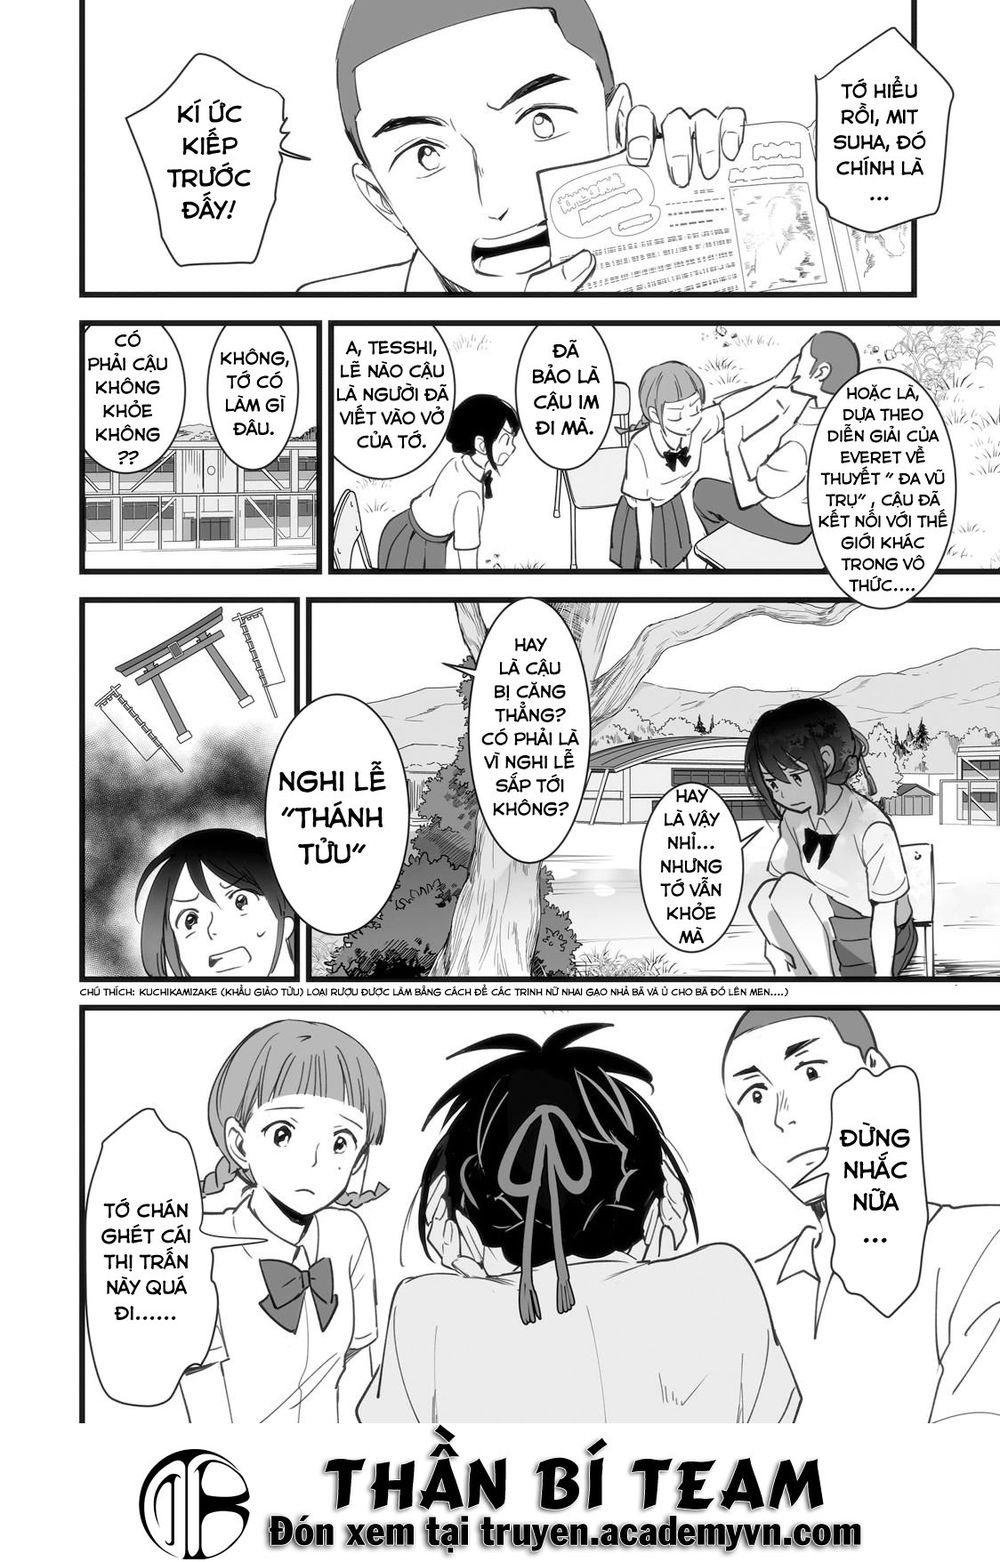 TỚ HIỂU
RỒI, MIT
SUHA, ĐÓ
CHÍNH LÀ
...
KÍ ỨC
KIẾP
TRƯỚC
ĐẤY!
HOẶC LÀ,
DỰA THEO
DIỄN GIẢI CỦA
EVERET VỀ
THUYẾT " ĐA VŨ
TRỤ" , CẬU ĐÃ
KẾT NỐI VỚI THẾ
GIỚI KHÁC
TRONG VÔ
THỨC....
ĐÃ
BẢO LÀ
CẬU IM
ĐI MÀ.
A, TESSHI,
LẼ NÀO CẬU
LÀ NGƯỜI ĐÃ
VIẾT VÀO VỞ
CỦA TỚ.
KHÔNG,
TỚ CÓ
LÀM GÌ
ĐÂU.
CÓ
PHẢI CẬU
KHÔNG
KHỎE
KHÔNG
??
HAY
LÀ VẬY
NHỈ...
NHƯNG
TỚ VẪN
KHỎE
MÀ
HAY
LÀ CẬU
BỊ CĂNG
THẲNG?
CÓ PHẢI LÀ
VÌ NGHI LỄ
SẮP TỚI
KHÔNG?
NGHI LỄ
"THÁNH
TỬU"
CHÚ THÍCH: KUCHIKAMIZAKE (KHẨU GIẢO TỬU) LOẠI RƯỢU ĐƯỢC LÀM BẰNG CÁCH ĐỂ CÁC TRINH NỮ NHAI GẠO NHẢ BÃ VÀ Ủ CHO BÃ ĐÓ LÊN MEN....)
ĐỪNG
NHẮC
NỮA
...
TỚ CHÁN
GHÉT CÁI
THỊ TRẤN
NÀY QUÁ
ĐI......
THẦN BÍ TEAM
Đón xem tại truyen.academyvn.com